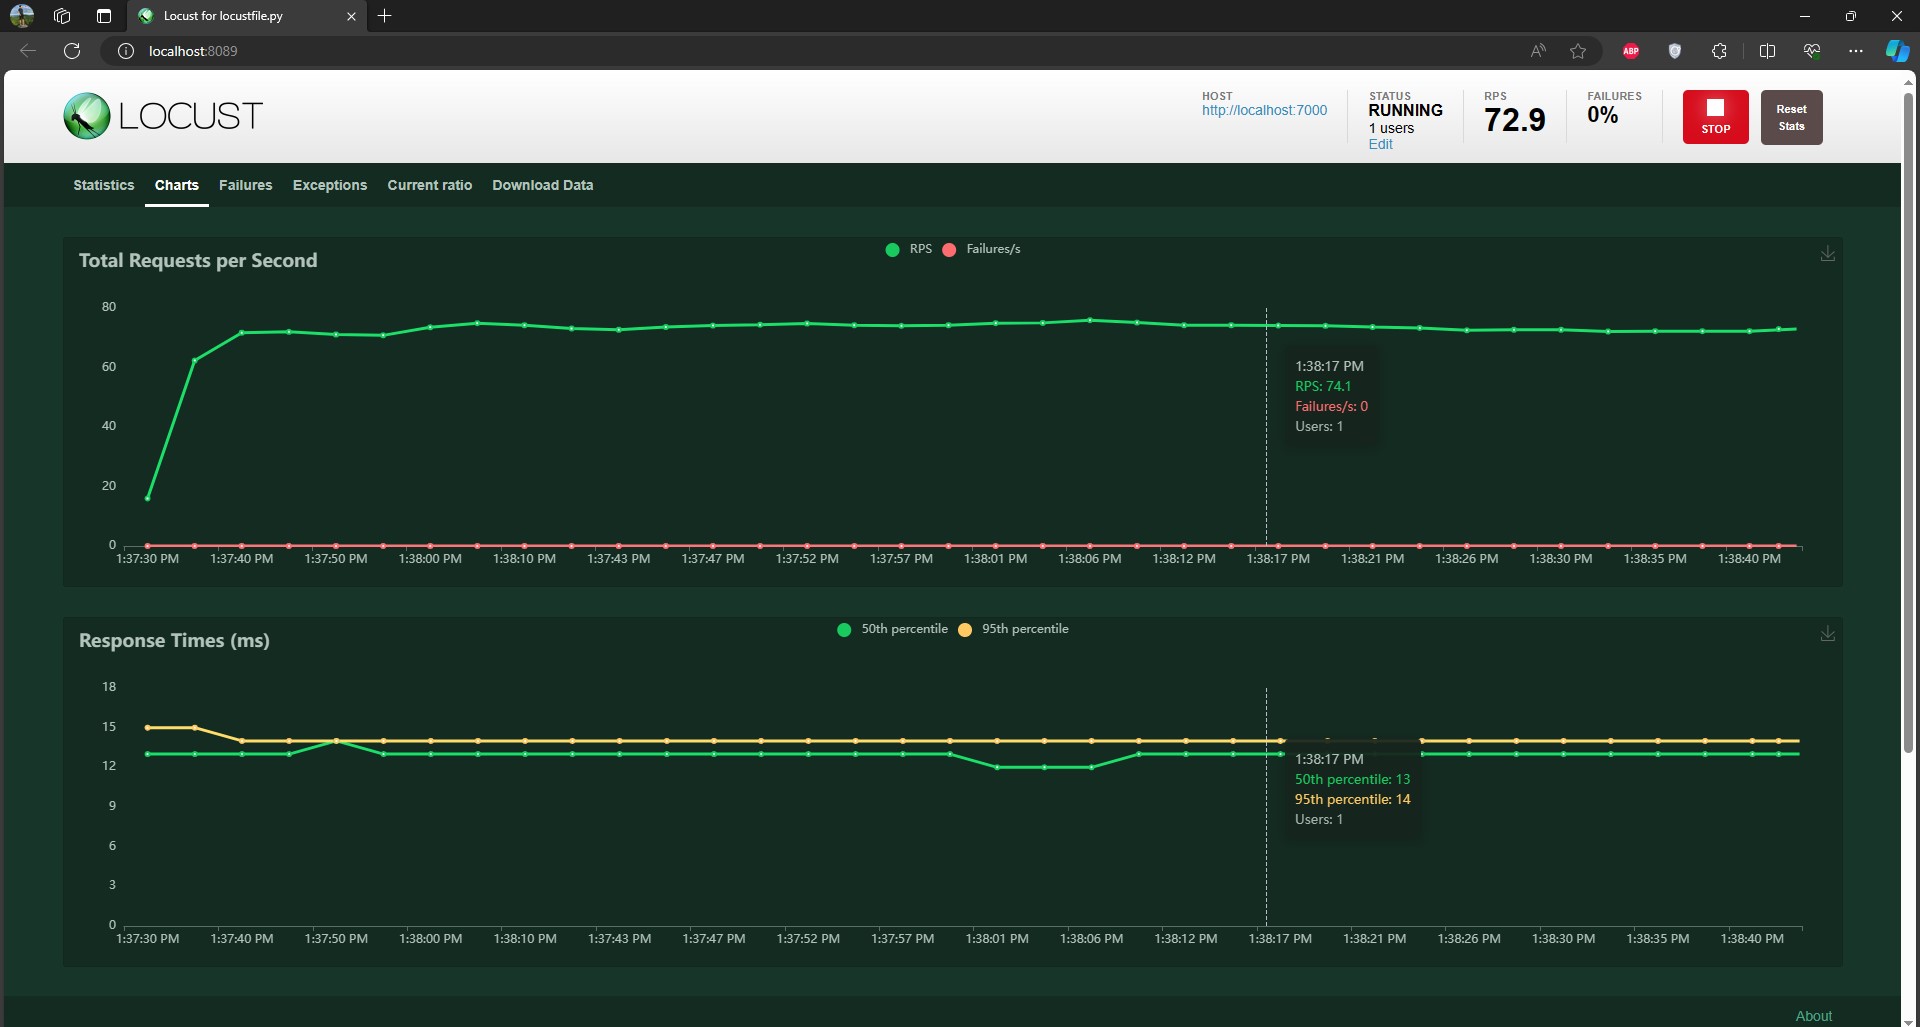 Locust for locustfile.py
localhost:8089
ABP
LOCUST
HOST
http://localhost:7000
STATUS
RUNNING
1 users
Edit
RPS
72.9
FAILURES
0%
STOP
Reset
Stats
Statistics Charts Failures Exceptions Current ratio Download Data
Total Requests per Second
RPS Failures/s
80
60
40
20
0
1:38:17 PM
RPS: 74.1
Failures/s: 0
Users: 1
1:37:30 PM 1:37:40 PM 1:37:50 PM 1:38:00 PM 1:38:10 PM 1:37:43 PM 1:37:47 PM 1:37:52 PM 1:37:57 PM 1:38:01 PM 1:38:06 PM 1:38:12 PM 1:38:17 PM 1:38:21 PM 1:38:26 PM 1:38:30 PM 1:38:35 PM 1:38:40 PM
Response Times (ms)
50th percentile 95th percentile
18
15
12
9
6
3
0
1:38:17 PM
50th percentile: 13
95th percentile: 14
Users: 1
1:37:30 PM 1:37:40 PM 1:37:50 PM 1:38:00 PM 1:38:10 PM 1:37:43 PM 1:37:47 PM 1:37:52 PM 1:37:57 PM 1:38:01 PM 1:38:06 PM 1:38:12 PM 1:38:17 PM 1:38:21 PM 1:38:26 PM 1:38:30 PM 1:38:35 PM 1:38:40 PM
About